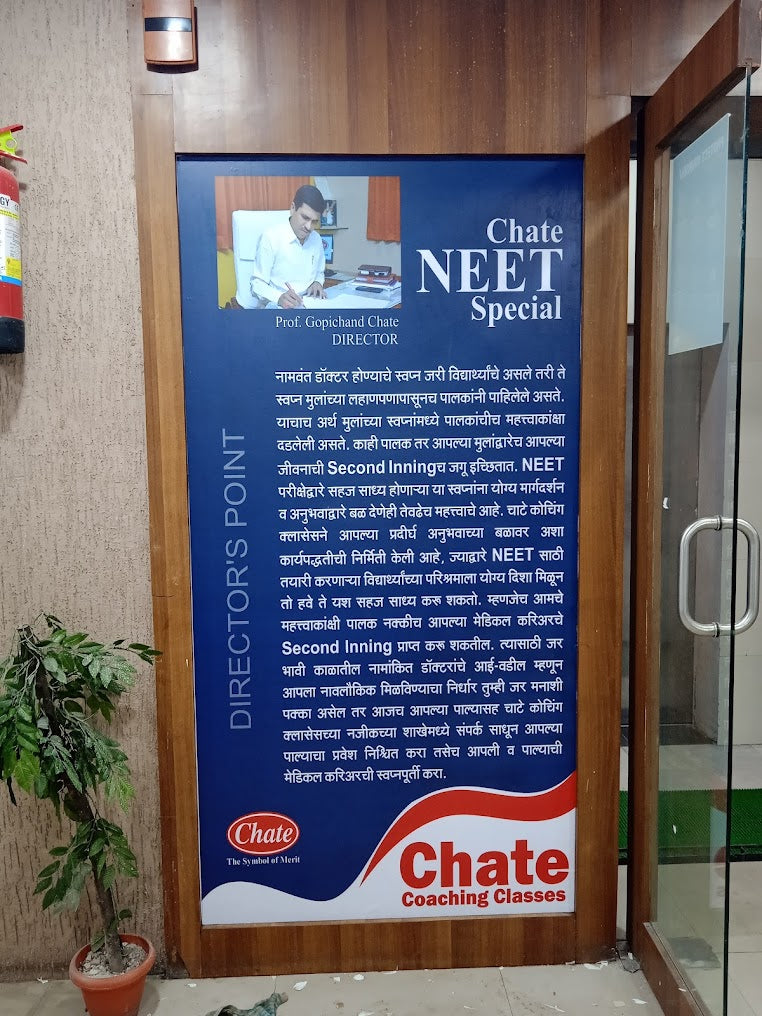 Chate
NEET
Special
Prof. Gopichand Chate
DIRECTOR
DIRECTOR'S POINT
नामवंत डॉक्टर होण्याचे स्वप्न जरी विद्यार्थ्यांचे असले तरी ते
स्वप्न मुलांच्या लहाणपणापासूनच पालकांनी पाहिलेले असते.
याचाच अर्थ मुलांच्या स्वप्नांमध्ये पालकांचीच महत्त्वाकांक्षा
दडलेली असते. काही पालक तर आपल्या मुलांद्वारेच आपल्या
जीवनाची Second Inningच जगू इच्छितात. NEET
परीक्षेद्वारे सहज साध्य होणाऱ्या या स्वप्नांना योग्य मार्गदर्शन
व अनुभवाद्वारे बळ देणेही तेवढेच महत्त्वाचे आहे. चाटे कोचिंग
क्लासेसने आपल्या प्रदीर्घ अनुभवाच्या बळावर अशा
कार्यपद्धतीची निर्मिती केली आहे, ज्याद्वारे NEET साठी
तयारी करणाऱ्या विद्यार्थ्यांच्या परिश्रमाला योग्य दिशा मिळून
तो हवे ते यश सहज साध्य करू शकतो. म्हणजेच आमचे
महत्त्वाकांक्षी पालक नक्कीच आपल्या मेडिकल करिअरचे
Second Inning प्राप्त करू शकतील. त्यासाठी जर
भावी काळातील नामांकित डॉक्टरांचे आई-वडील म्हणून
आपला नावलौकिक मिळविण्याचा निर्धार तुम्ही जर मनाशी
पक्का असेल तर आजच आपल्या पाल्यासह चाटे कोचिंग
क्लासेसच्या नजीकच्या शाखेमध्ये संपर्क साधून आपल्या
पाल्याचा प्रवेश निश्चित करा तसेच आपली व पाल्याची
मेडिकल करिअरची स्वप्नपूर्ती करा.
Chate
The Symbol of Merit
Chate
Coaching Classes